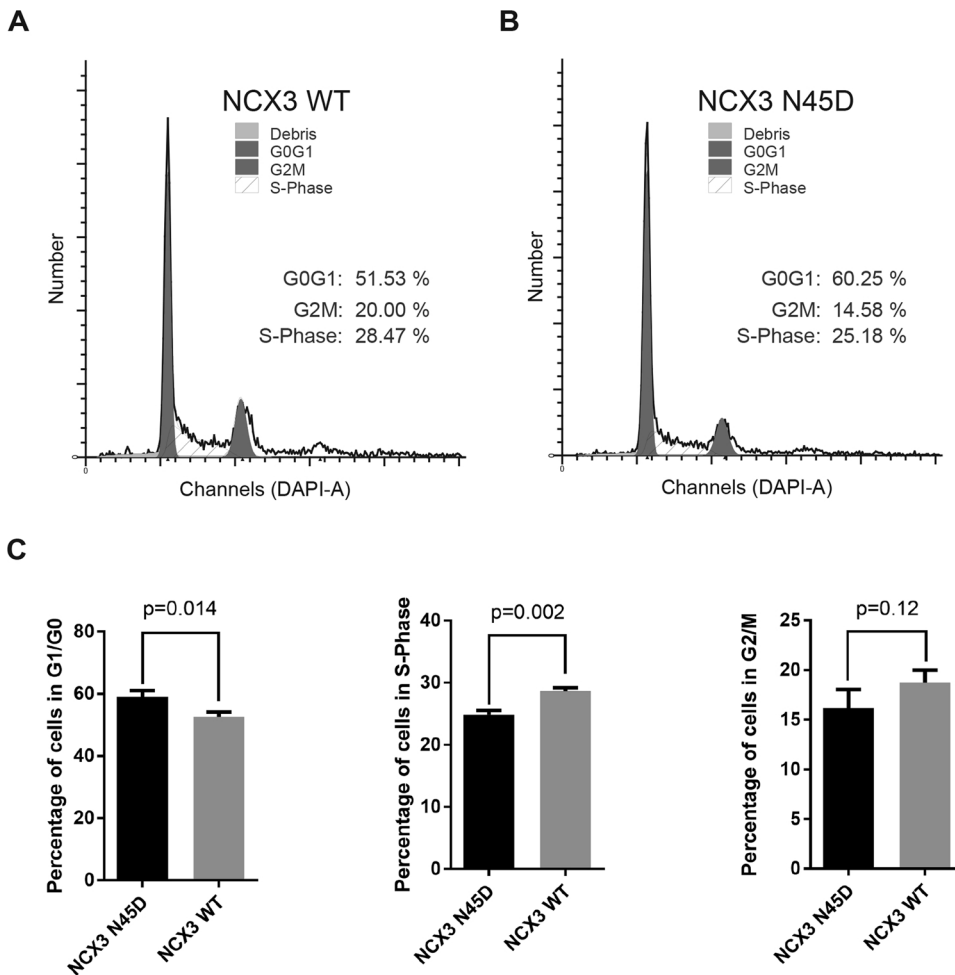 A
NCX3 WT
Debris
G0G1
G2M
S-Phase
G0G1: 51.53 %
G2M: 20.00 %
S-Phase: 28.47 %
Number
0
0
Channels (DAPI-A)
B
NCX3 N45D
Debris
G0G1
G2M
S-Phase
G0G1: 60.25 %
G2M: 14.58 %
S-Phase: 25.18 %
Number
0
0
Channels (DAPI-A)
C
p=0.014
Percentage of cells in G1/G0
80
60
40
20
0
NCX3 N45D
NCX3 WT
p=0.002
Percentage of cells in S-Phase
40
30
20
10
0
NCX3 N45D
NCX3 WT
p=0.12
Percentage of cells in G2/M
25
20
15
10
5
0
NCX3 N45D
NCX3 WT